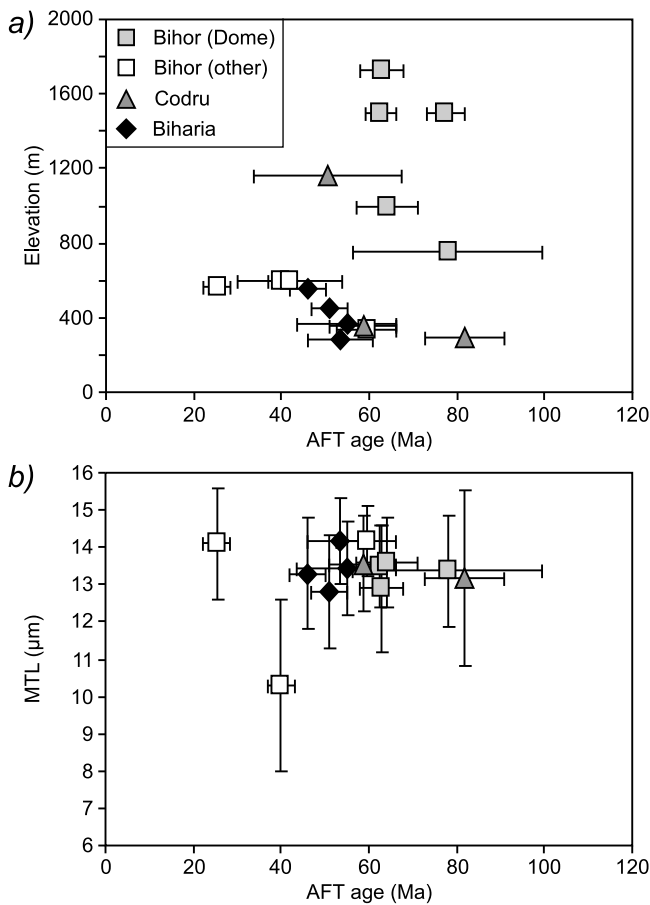 a)
2000
1600
1200
800
400
0
Elevation (m)
Bihor (Dome)
Bihor (other)
Codru
Biharia
0 20 40 60 80 100 120
AFT age (Ma)
b)
16
15
14
13
12
11
10
9
8
7
6
MTL (μm)
0 20 40 60 80 100 120
AFT age (Ma)